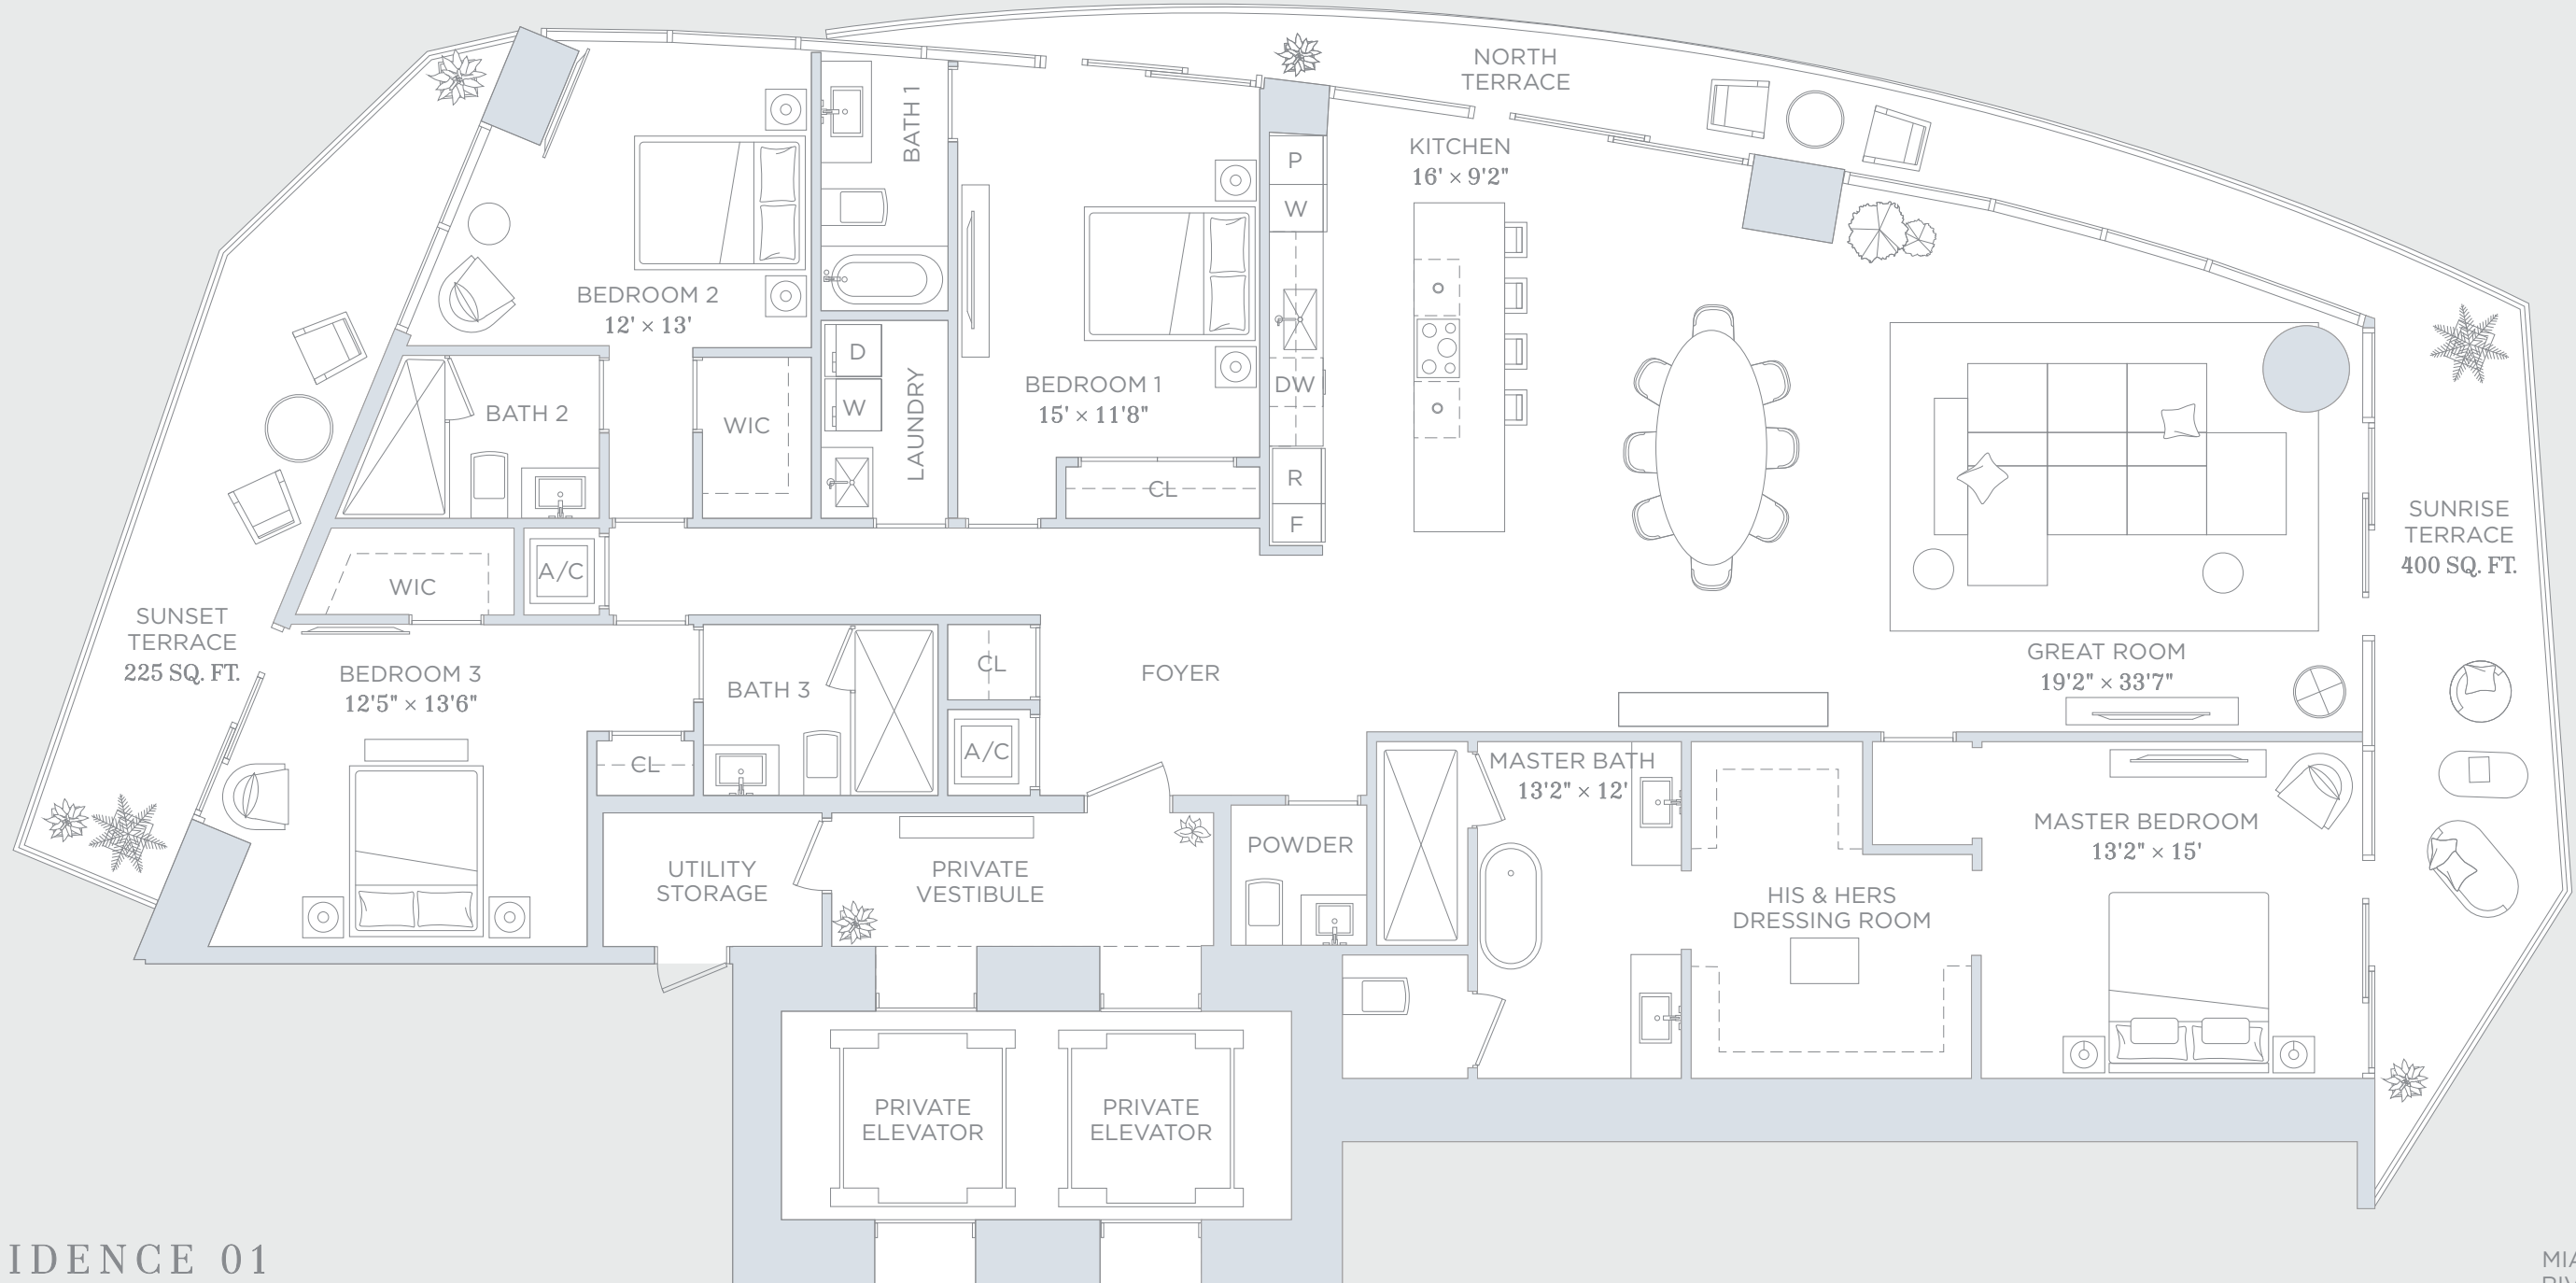 NORTH
TERRACE
BATH 1
KITCHEN
16' × 9'2"
P
W
BEDROOM 2
12' × 13'
D
W
LAUNDRY
BEDROOM 1
15' × 11'8"
DW
BATH 2
WIC
CL
R
F
SUNRISE
TERRACE
400 SQ. FT.
WIC
A/C
SUNSET
TERRACE
225 SQ. FT.
BEDROOM 3
12'5" × 13'6"
BATH 3
CL
FOYER
GREAT ROOM
19'2" × 33'7"
CL
A/C
MASTER BATH
13'2" × 12'
MASTER BEDROOM
13'2" × 15'
UTILITY
STORAGE
PRIVATE
VESTIBULE
POWDER
HIS & HERS
DRESSING ROOM
PRIVATE
ELEVATOR
PRIVATE
ELEVATOR
IDENCE 01
MIA